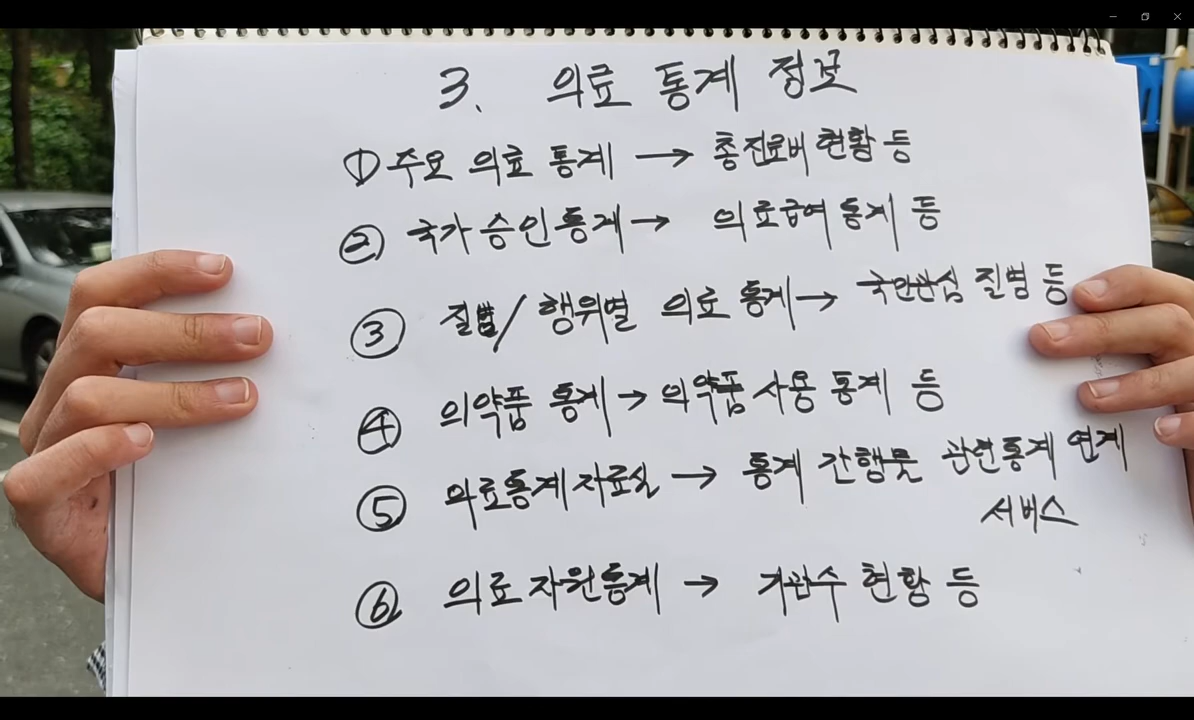 3. 의료 통계 정보
① 주요 의료 통계 → 총진료비 현황 등
② 국가 승인통계 → 의료급여 통계 등
③ 질병/행위별 의료 통계 → 국민관심 질병 등
④ 의약품 통계 → 의약품 사용 통계 등
⑤ 의료통계자료실 → 통계 간행물 관련통계 연계
서비스
⑥ 의료자원통계 → 기관수 현황 등